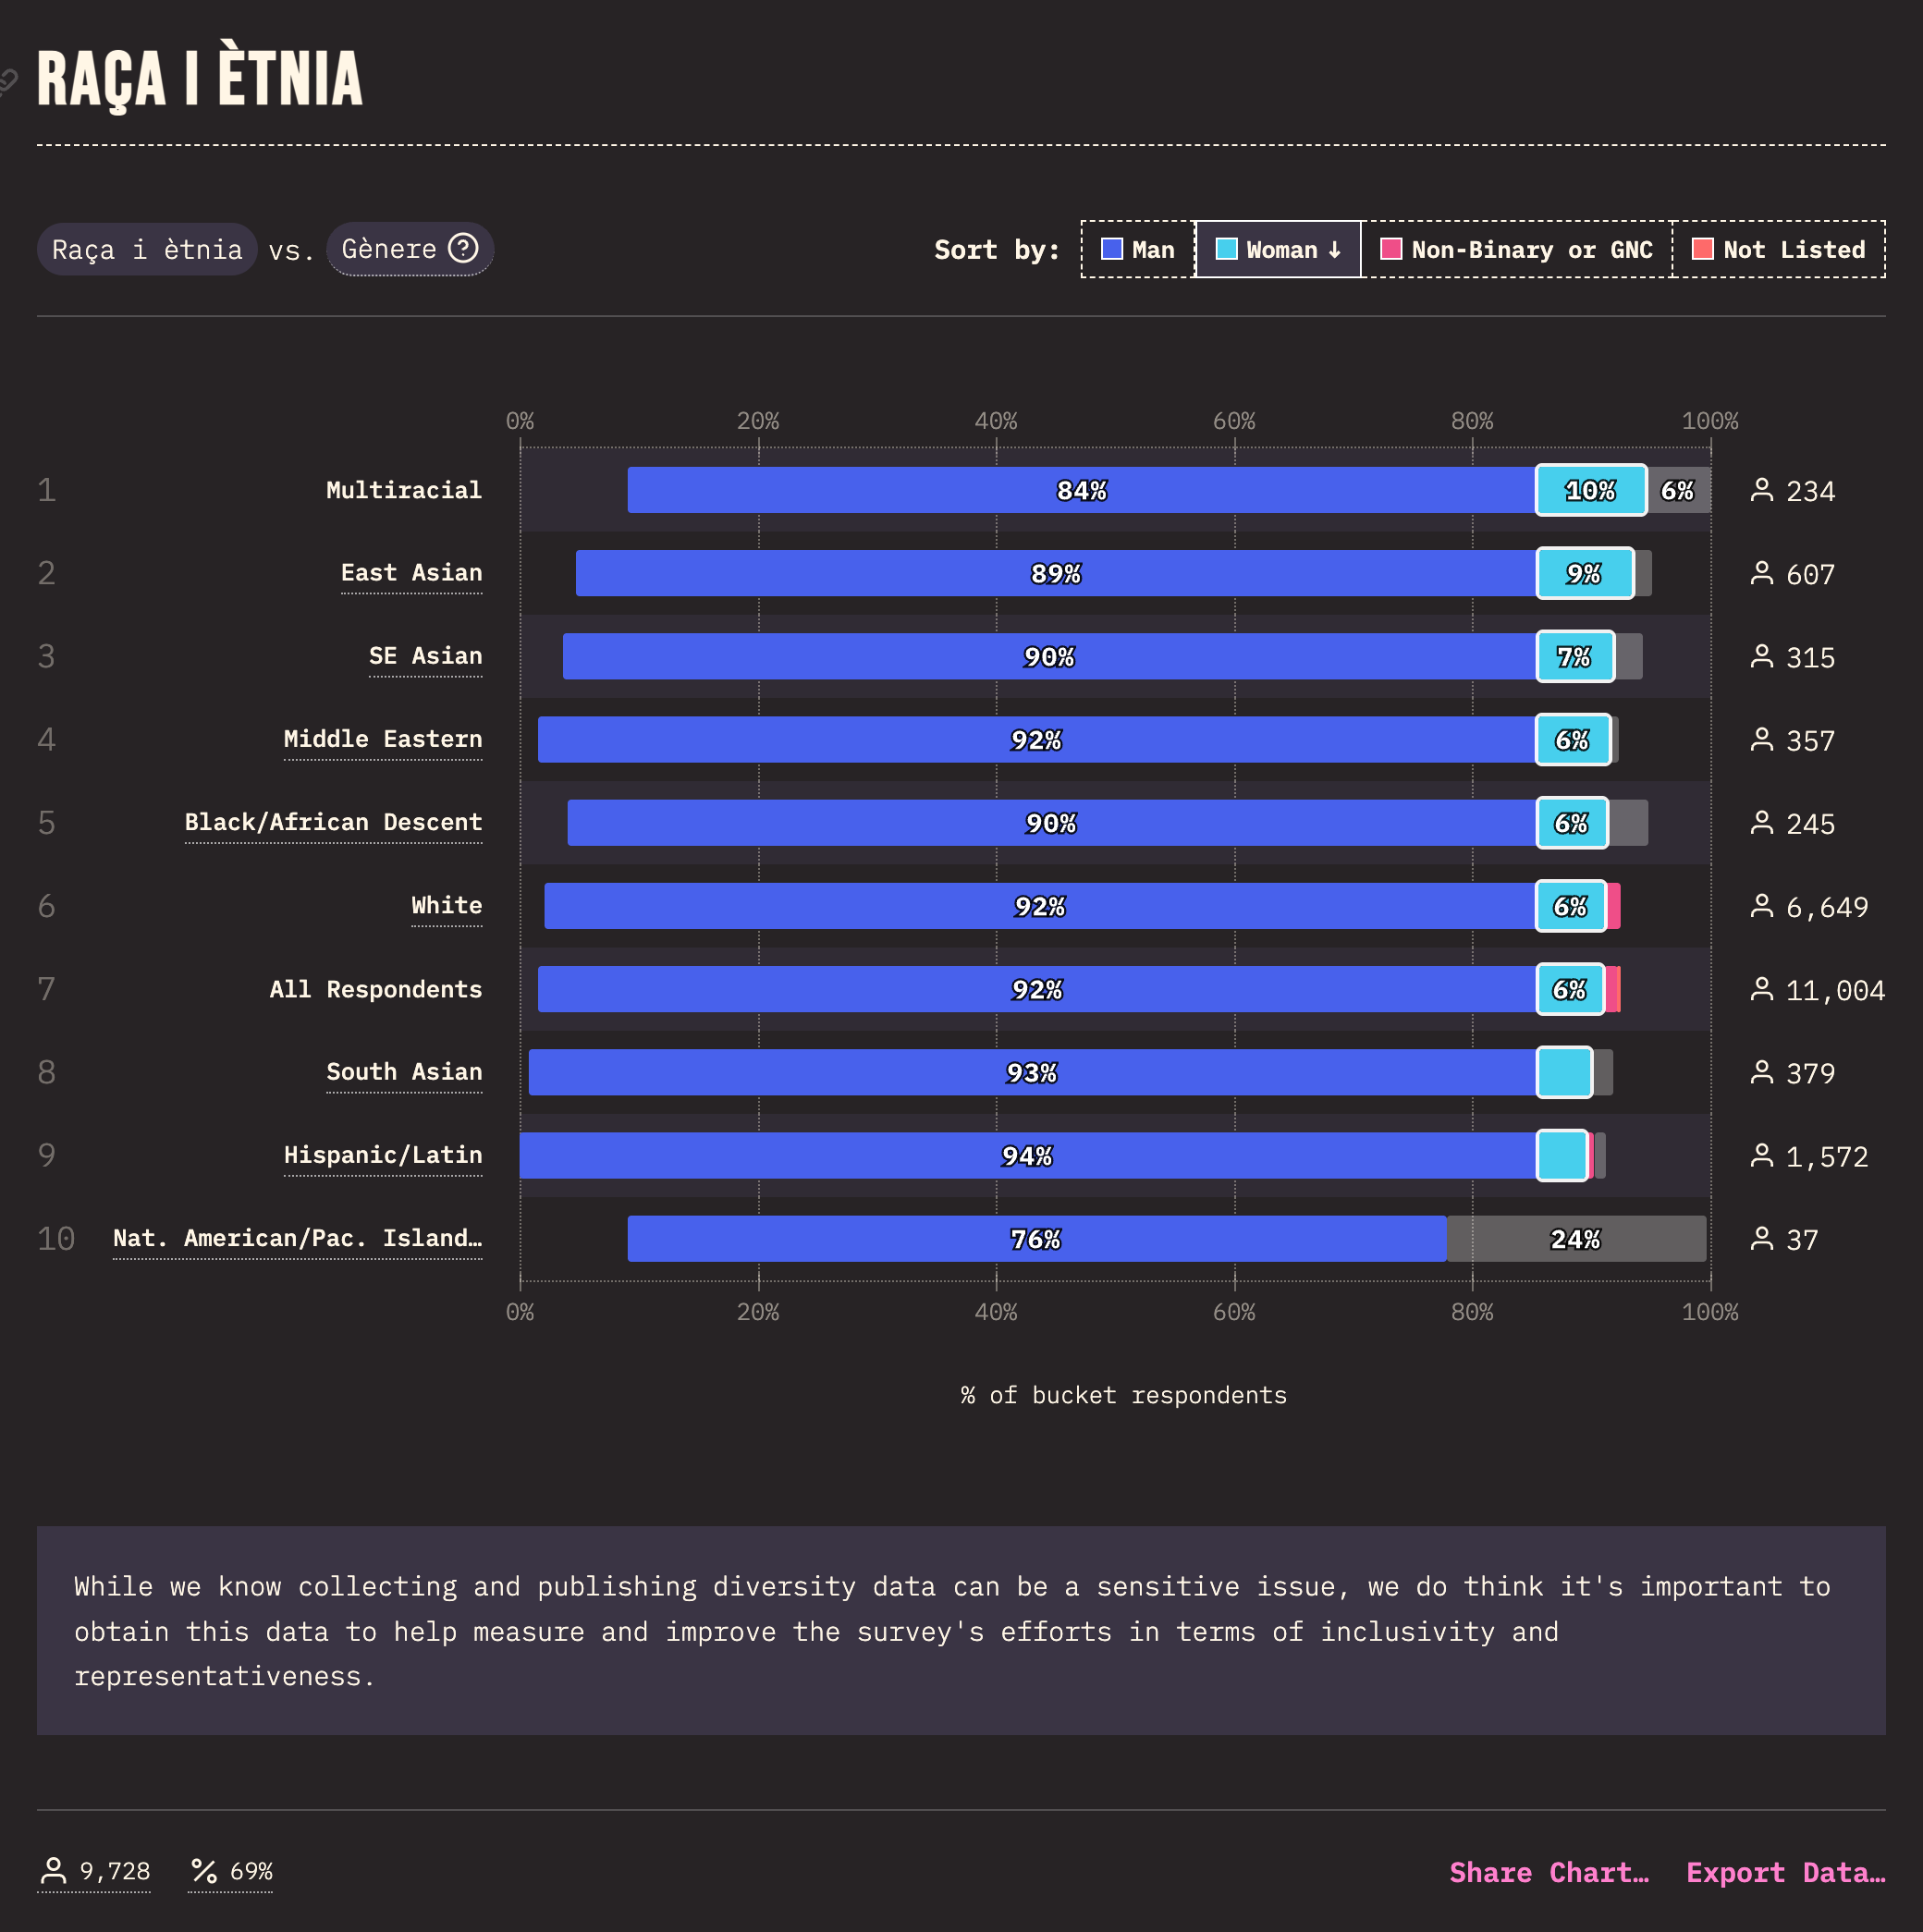 RAÇA I ÈTNIA
Raça i ètnia vs. Gènere ?
Sort by: Man Woman ↓ Non-Binary or GNC Not Listed
0% 20% 40% 60% 80% 100%
1 Multiracial 84% 10% 6% 234
2 East Asian 89% 9% 607
3 SE Asian 90% 7% 315
4 Middle Eastern 92% 6% 357
5 Black/African Descent 90% 6% 245
6 White 92% 6% 6,649
7 All Respondents 92% 6% 11,004
8 South Asian 93% 379
9 Hispanic/Latin 94% 1,572
10 Nat. American/Pac. Island… 76% 24% 37
0% 20% 40% 60% 80% 100%
% of bucket respondents
While we know collecting and publishing diversity data can be a sensitive issue, we do think it's important to
obtain this data to help measure and improve the survey's efforts in terms of inclusivity and
representativeness.
9,728 % 69% Share Chart… Export Data…